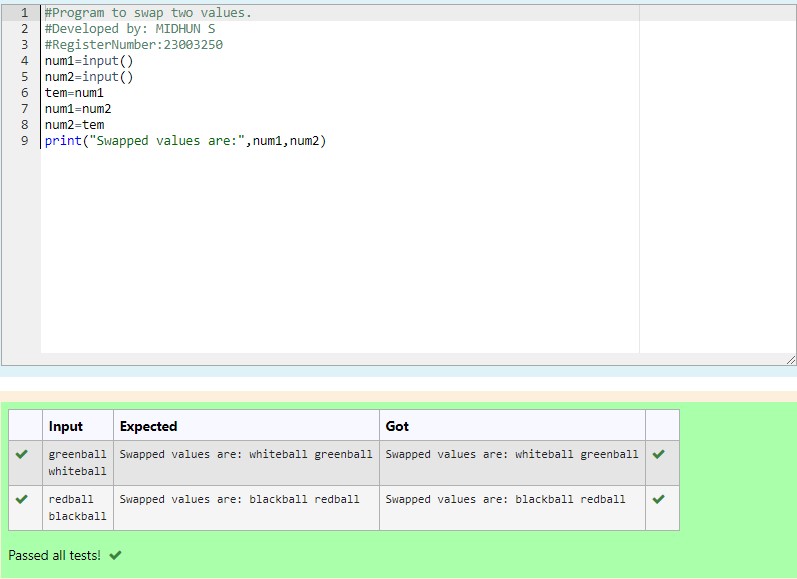 1 #Program to swap two values.
2 #Developed by: MIDHUN S
3 #RegisterNumber:23003250
4 num1=input()
5 num2=input()
6 tem=num1
7 num1=num2
8 num2=tem
9 print("Swapped values are:",num1,num2)
Input Expected Got
greenball Swapped values are: whiteball greenball Swapped values are: whiteball greenball
whiteball
redball Swapped values are: blackball redball Swapped values are: blackball redball
blackball
Passed all tests!